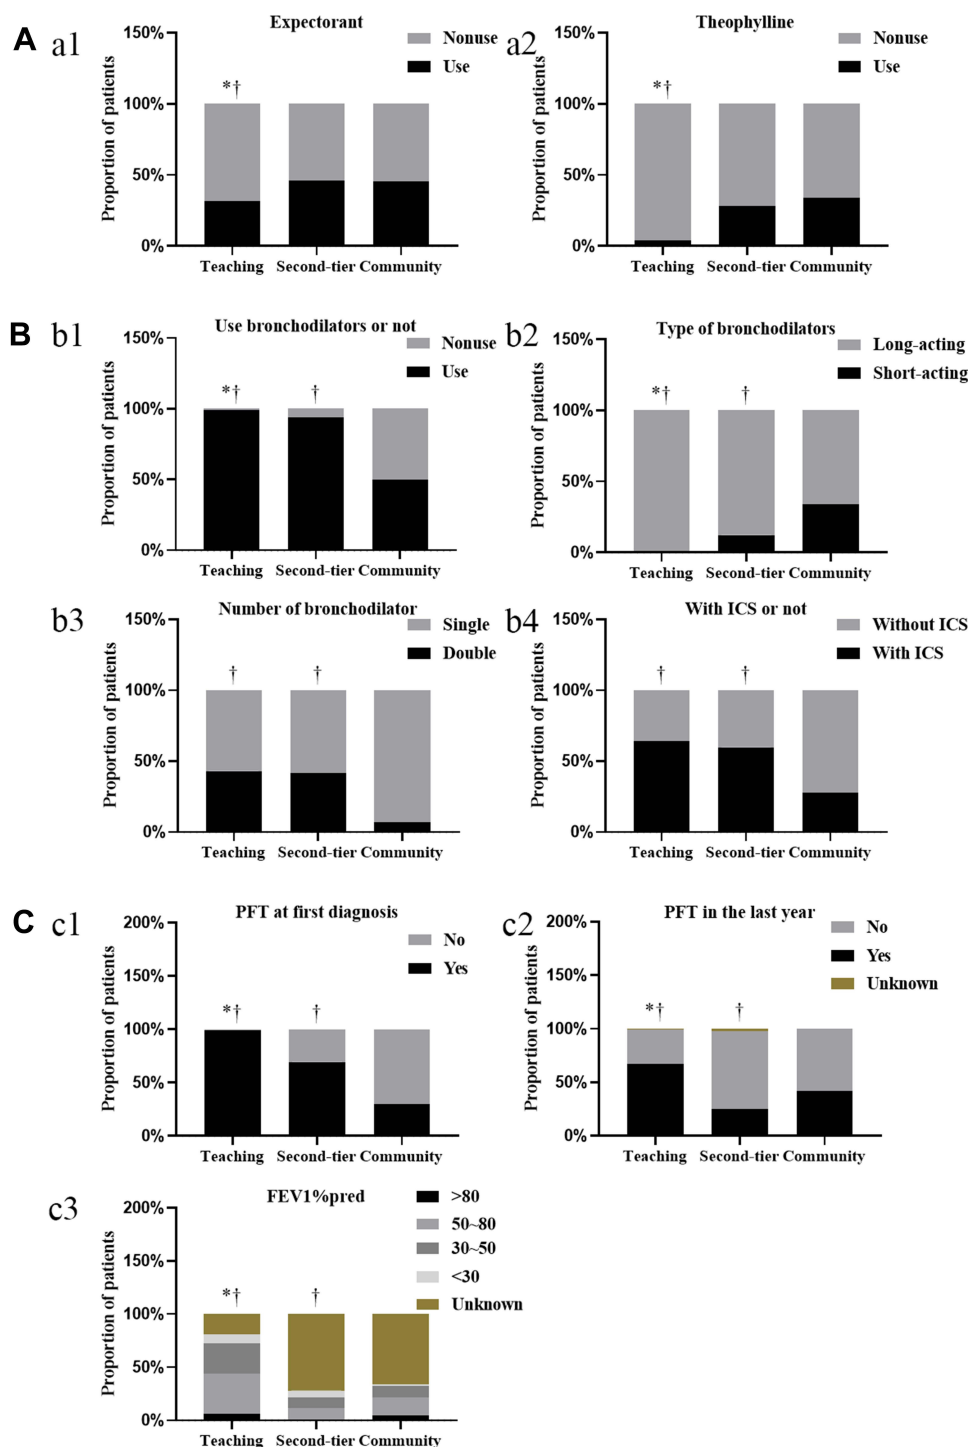 A
a1
Expectorant
150%
100%
50%
0%
Proportion of patients
Nonuse
Use
*†
Teaching Second-tier Community
a2
Theophylline
150%
100%
50%
0%
Proportion of patients
Nonuse
Use
*†
Teaching Second-tier Community
B
b1
Use bronchodilators or not
150%
100%
50%
0%
Proportion of patients
Nonuse
Use
*† †
Teaching Second-tier Community
b2
Type of bronchodilators
150%
100%
50%
0%
Proportion of patients
Long-acting
Short-acting
*† †
Teaching Second-tier Community
b3
Number of bronchodilator
150%
100%
50%
0%
Proportion of patients
Single
Double
† †
Teaching Second-tier Community
b4
With ICS or not
150%
100%
50%
0%
Proportion of patients
Without ICS
With ICS
† †
Teaching Second-tier Community
C
c1
PFT at first diagnosis
200%
150%
100%
50%
0%
Proportion of patients
No
Yes
*† †
Teaching Second-tier Community
c2
PFT in the last year
200%
150%
100%
50%
0%
Proportion of patients
No
Yes
Unknown
*† †
Teaching Second-tier Community
c3
FEV1%pred
200%
150%
100%
50%
0%
Proportion of patients
>80
50~80
30~50
<30
Unknown
*† †
Teaching Second-tier Community